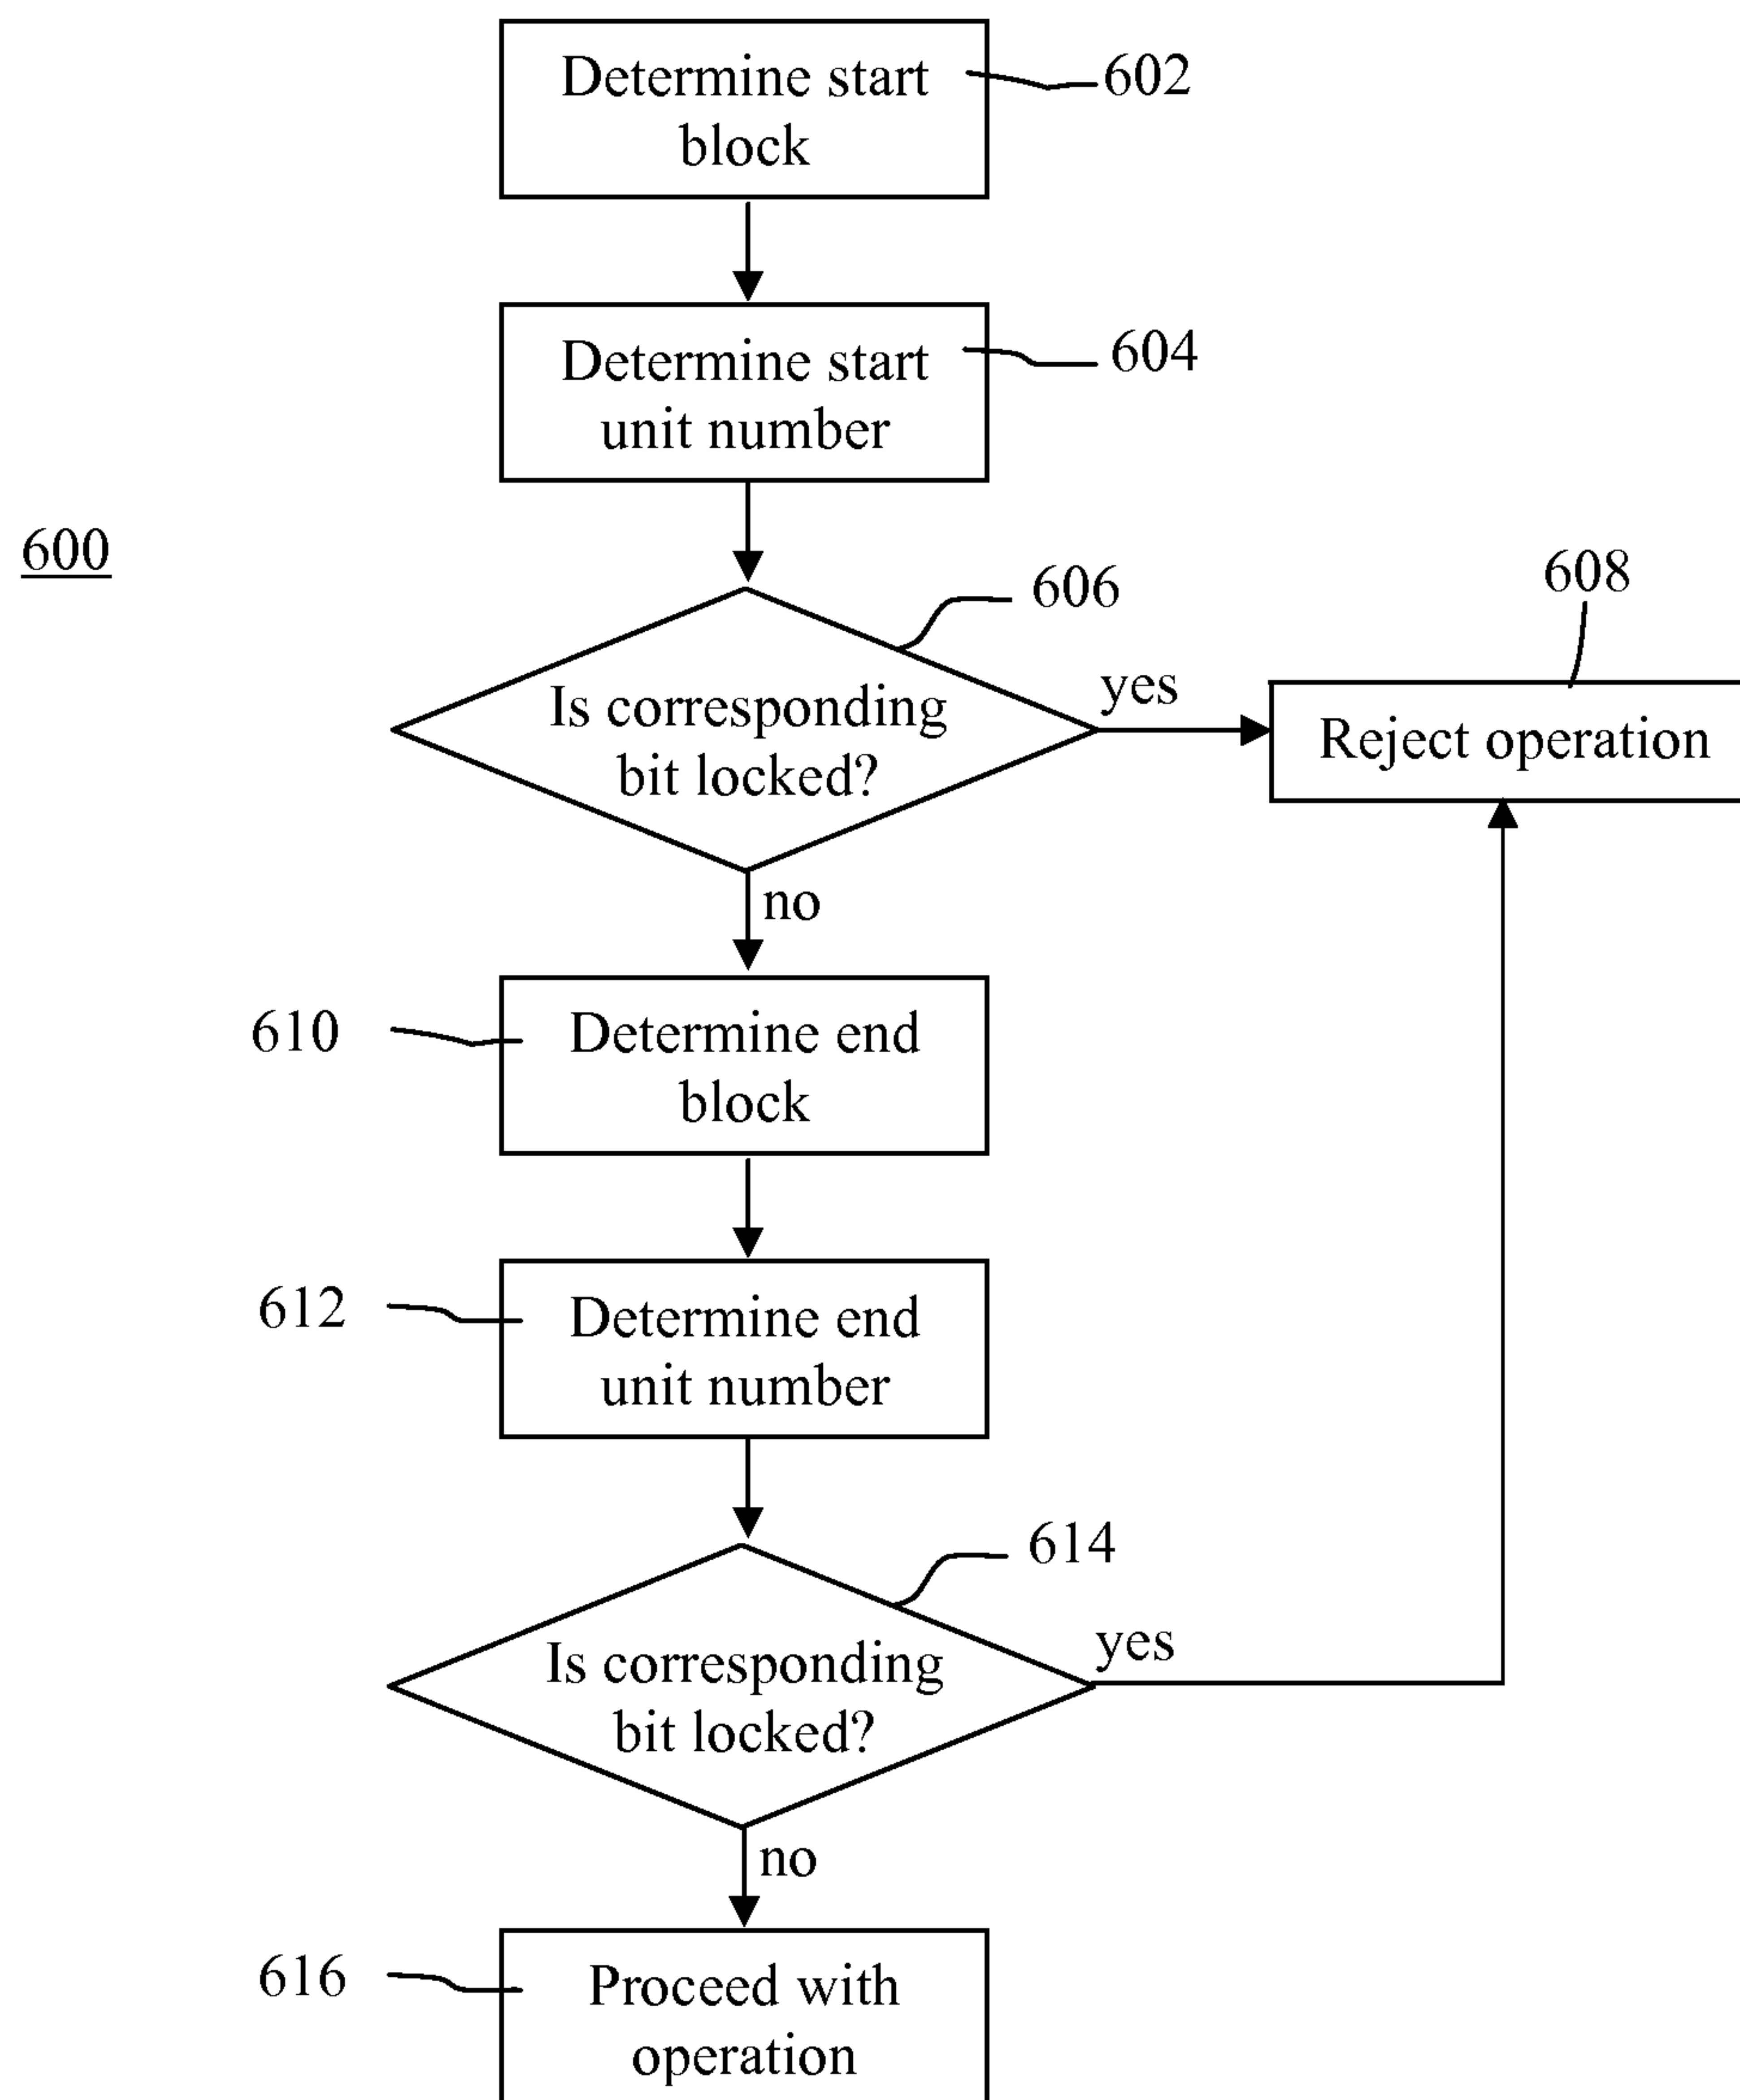 Determine start
block
602
Determine start
unit number
604
600
606
608
Is corresponding
bit locked?
yes
Reject operation
no
610
Determine end
block
612
Determine end
unit number
614
Is corresponding
bit locked?
yes
no
616
Proceed with
operation